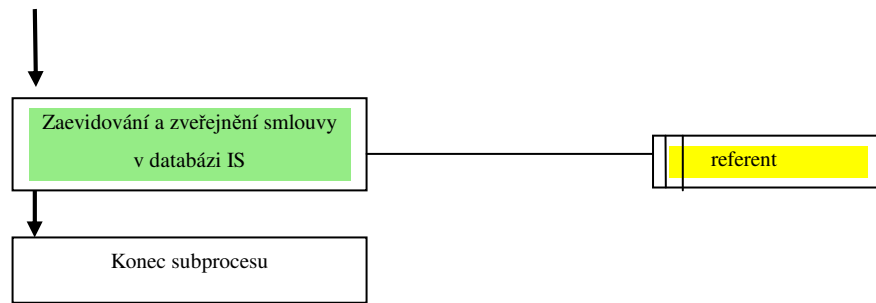 Zaevidování a zveřejnění smlouvy
v databázi IS
referent
Konec subprocesu